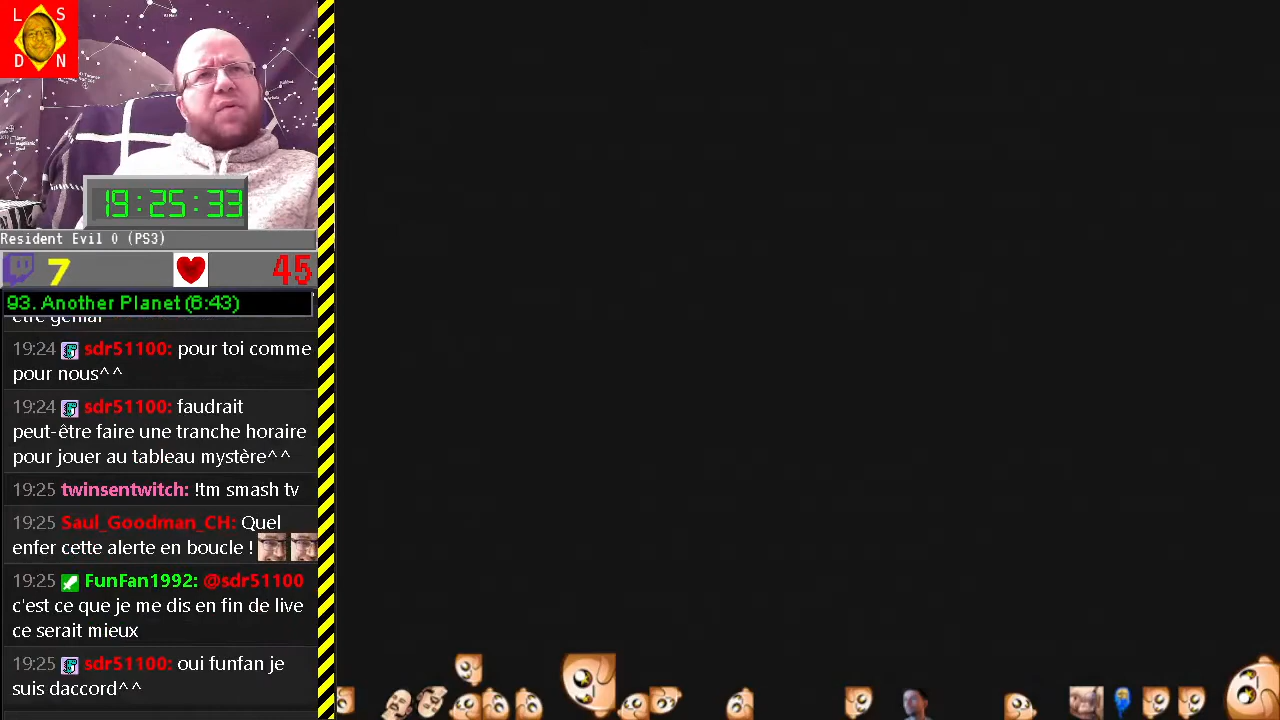 L S
D N
19:25:33
Resident Evil 0 (PS3)
7 45
93. Another Planet (6:43)
être génial
19:24 sdr51100: pour toi comme
pour nous^^
19:24 sdr51100: faudrait
peut-être faire une tranche horaire
pour jouer au tableau mystère^^
19:25 twinsentwitch: !tm smash tv
19:25 Saul_Goodman_CH: Quel
enfer cette alerte en boucle !
19:25 FunFan1992: @sdr51100
c'est ce que je me dis en fin de live
ce serait mieux
19:25 sdr51100: oui funfan je
suis daccord^^